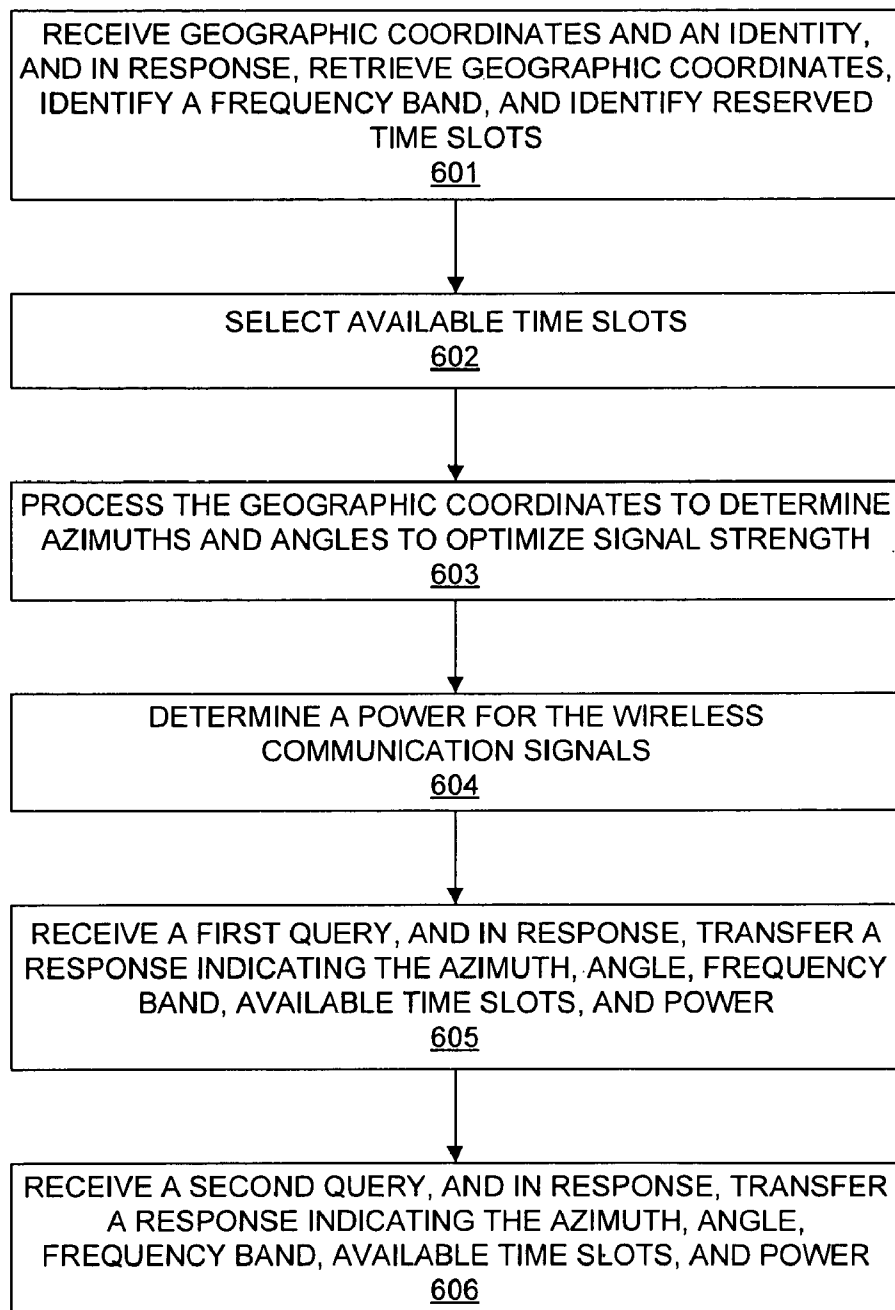 RECEIVE GEOGRAPHIC COORDINATES AND AN IDENTITY,
AND IN RESPONSE, RETRIEVE GEOGRAPHIC COORDINATES,
IDENTIFY A FREQUENCY BAND, AND IDENTIFY RESERVED
TIME SLOTS
601
SELECT AVAILABLE TIME SLOTS
602
PROCESS THE GEOGRAPHIC COORDINATES TO DETERMINE
AZIMUTHS AND ANGLES TO OPTIMIZE SIGNAL STRENGTH
603
DETERMINE A POWER FOR THE WIRELESS
COMMUNICATION SIGNALS
604
RECEIVE A FIRST QUERY, AND IN RESPONSE, TRANSFER A
RESPONSE INDICATING THE AZIMUTH, ANGLE, FREQUENCY
BAND, AVAILABLE TIME SLOTS, AND POWER
605
RECEIVE A SECOND QUERY, AND IN RESPONSE, TRANSFER
A RESPONSE INDICATING THE AZIMUTH, ANGLE,
FREQUENCY BAND, AVAILABLE TIME SLOTS, AND POWER
606